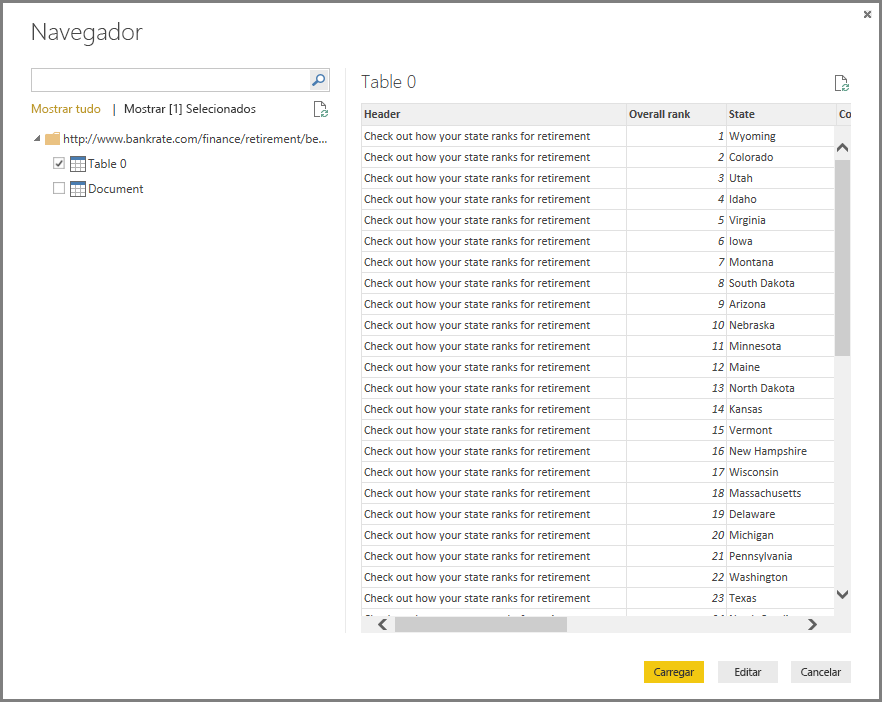 Navegador
Mostrar tudo | Mostrar [1] Selecionados
http://www.bankrate.com/finance/retirement/be...
Table 0
Document
Table 0
Header Overall rank State Co
Check out how your state ranks for retirement 1 Wyoming
Check out how your state ranks for retirement 2 Colorado
Check out how your state ranks for retirement 3 Utah
Check out how your state ranks for retirement 4 Idaho
Check out how your state ranks for retirement 5 Virginia
Check out how your state ranks for retirement 6 Iowa
Check out how your state ranks for retirement 7 Montana
Check out how your state ranks for retirement 8 South Dakota
Check out how your state ranks for retirement 9 Arizona
Check out how your state ranks for retirement 10 Nebraska
Check out how your state ranks for retirement 11 Minnesota
Check out how your state ranks for retirement 12 Maine
Check out how your state ranks for retirement 13 North Dakota
Check out how your state ranks for retirement 14 Kansas
Check out how your state ranks for retirement 15 Vermont
Check out how your state ranks for retirement 16 New Hampshire
Check out how your state ranks for retirement 17 Wisconsin
Check out how your state ranks for retirement 18 Massachusetts
Check out how your state ranks for retirement 19 Delaware
Check out how your state ranks for retirement 20 Michigan
Check out how your state ranks for retirement 21 Pennsylvania
Check out how your state ranks for retirement 22 Washington
Check out how your state ranks for retirement 23 Texas
Carregar Editar Cancelar